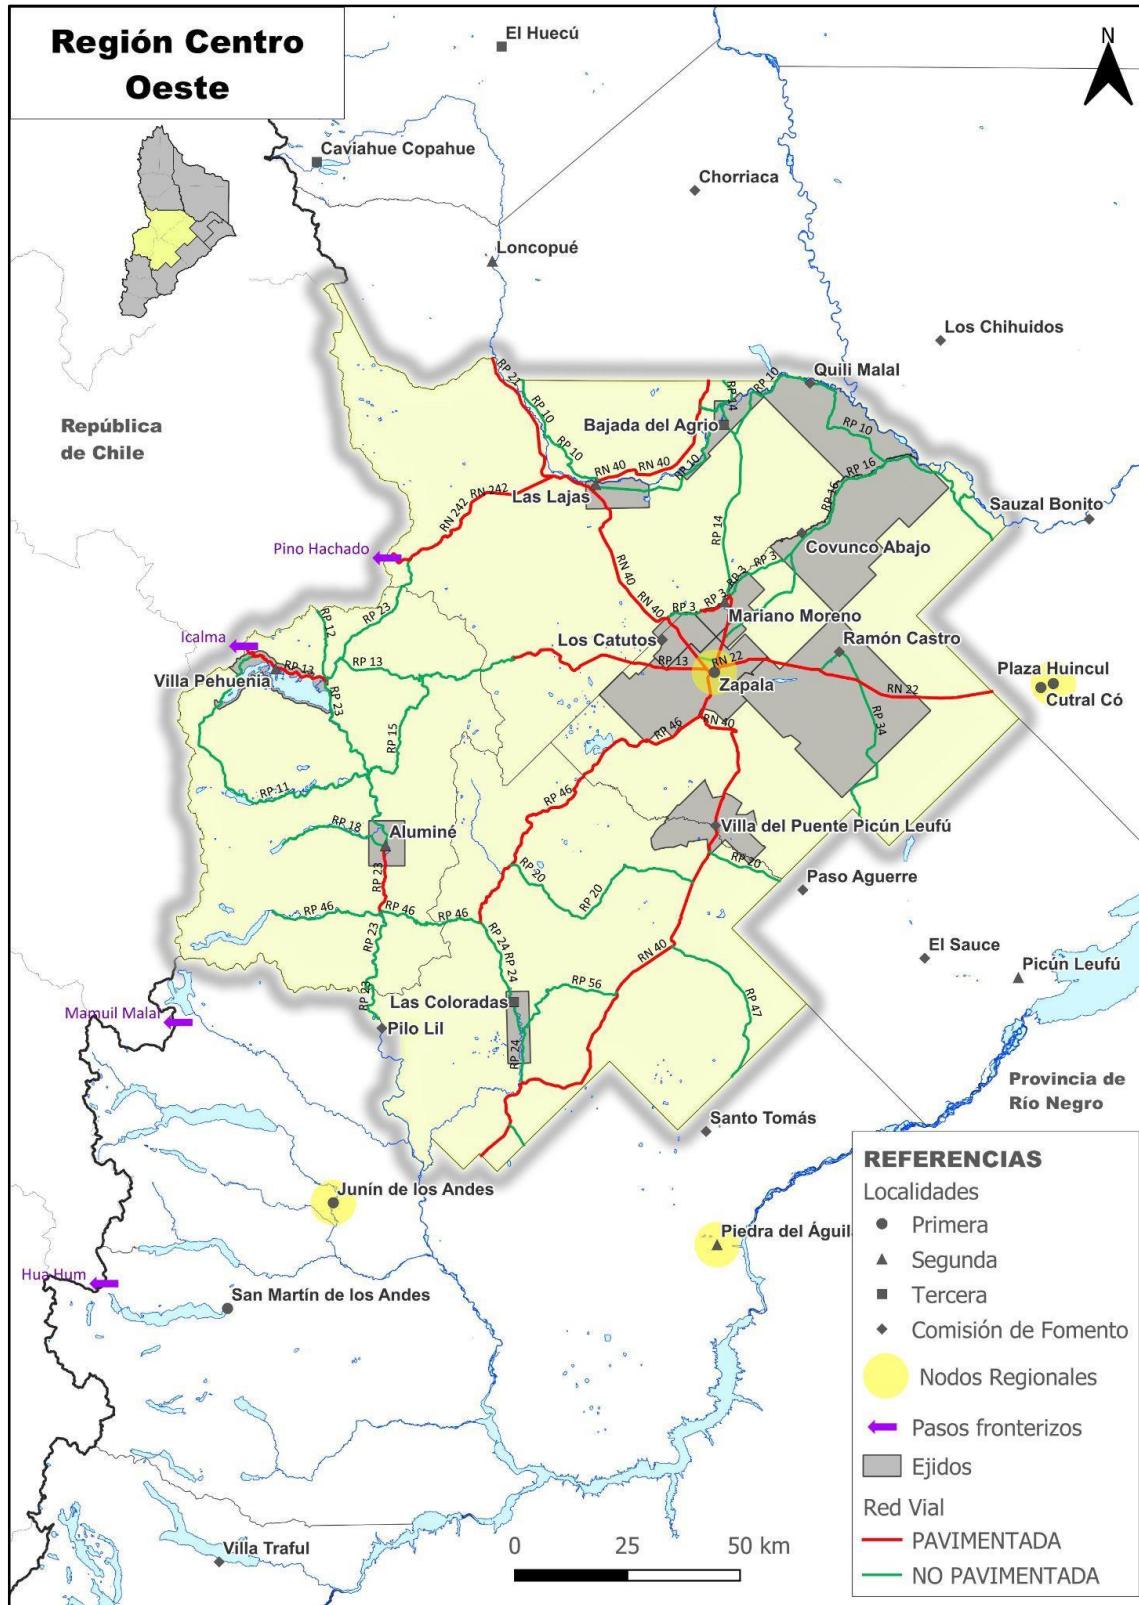 Región Centro
Oeste
N
El Huecú
Caviahue Copahue
Chorriaca
Loncopué
Los Chihuidos
República
de Chile
Quili Malal
RP 21
RP 10
RP 10
RP 14
RP 10
Bajada del Agrio
RP 10
RP 16
RN 40
RN 40
RP 10
Las Lajas
RN 242
RN 242
RP 16
Sauzal Bonito
RP 14
Covunco Abajo
Pino Hachado
RN 40
RN 40
RP 3
RP 3
RP 3
RP 3
Mariano Moreno
RP 23
RP 12
Icalma
Los Catutos
Ramón Castro
RP 13
RP 13
RP 13
RN 22
RN 22
Villa Pehuenia
Zapala
Plaza Huincul
Cutral Có
RP 23
RP 15
RP 46
RN 40
RP 34
RP 11
RP 46
RP 18
Aluminé
Villa del Puente Picún Leufú
RP 23
RP 20
RP 20
RP 20
Paso Aguerre
RP 46
RP 46
RP 46
RP 23
RP 24
RP 24
RN 40
El Sauce
Picún Leufú
RP 56
RP 47
RP 23
Las Coloradas
Pilo Lil
Mamuil Malal
RP 24
Provincia de
Río Negro
Santo Tomás
Junín de los Andes
Piedra del Águila
Hua Hum
San Martín de los Andes
Villa Traful
0 25 50 km
REFERENCIAS
Localidades
Primera
Segunda
Tercera
Comisión de Fomento
Nodos Regionales
Pasos fronterizos
Ejidos
Red Vial
PAVIMENTADA
NO PAVIMENTADA